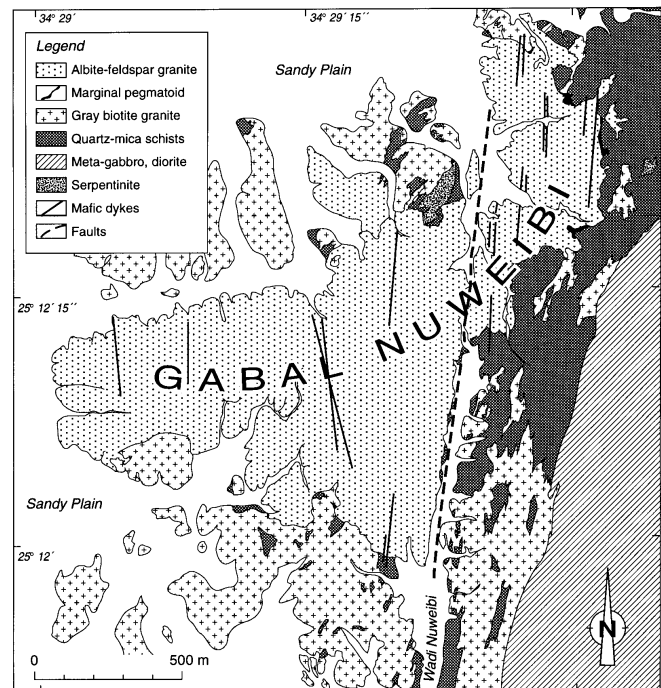 34° 29´
34° 29´ 15´´
Legend
Albite-feldspar granite
Marginal pegmatoid
Gray biotite granite
Quartz-mica schists
Meta-gabbro, diorite
Serpentinite
Mafic dykes
Faults
Sandy Plain
25° 12´ 15´´
GABAL NUWEIBI
Sandy Plain
25° 12´
Wadi Nuweibi
N
0 500 m